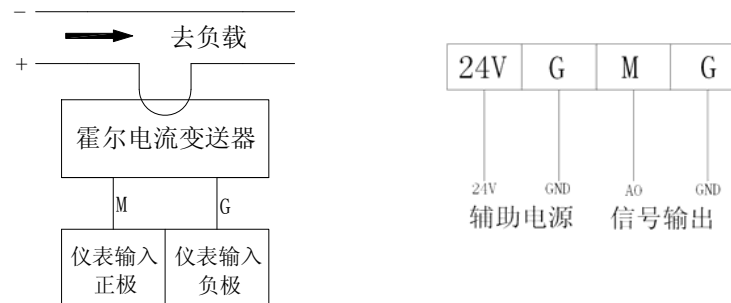 −
去负载
+
霍尔电流变送器
M G
仪表输入 仪表输入
正极 负极
24V G M G
24V GND AO GND
辅助电源 信号输出